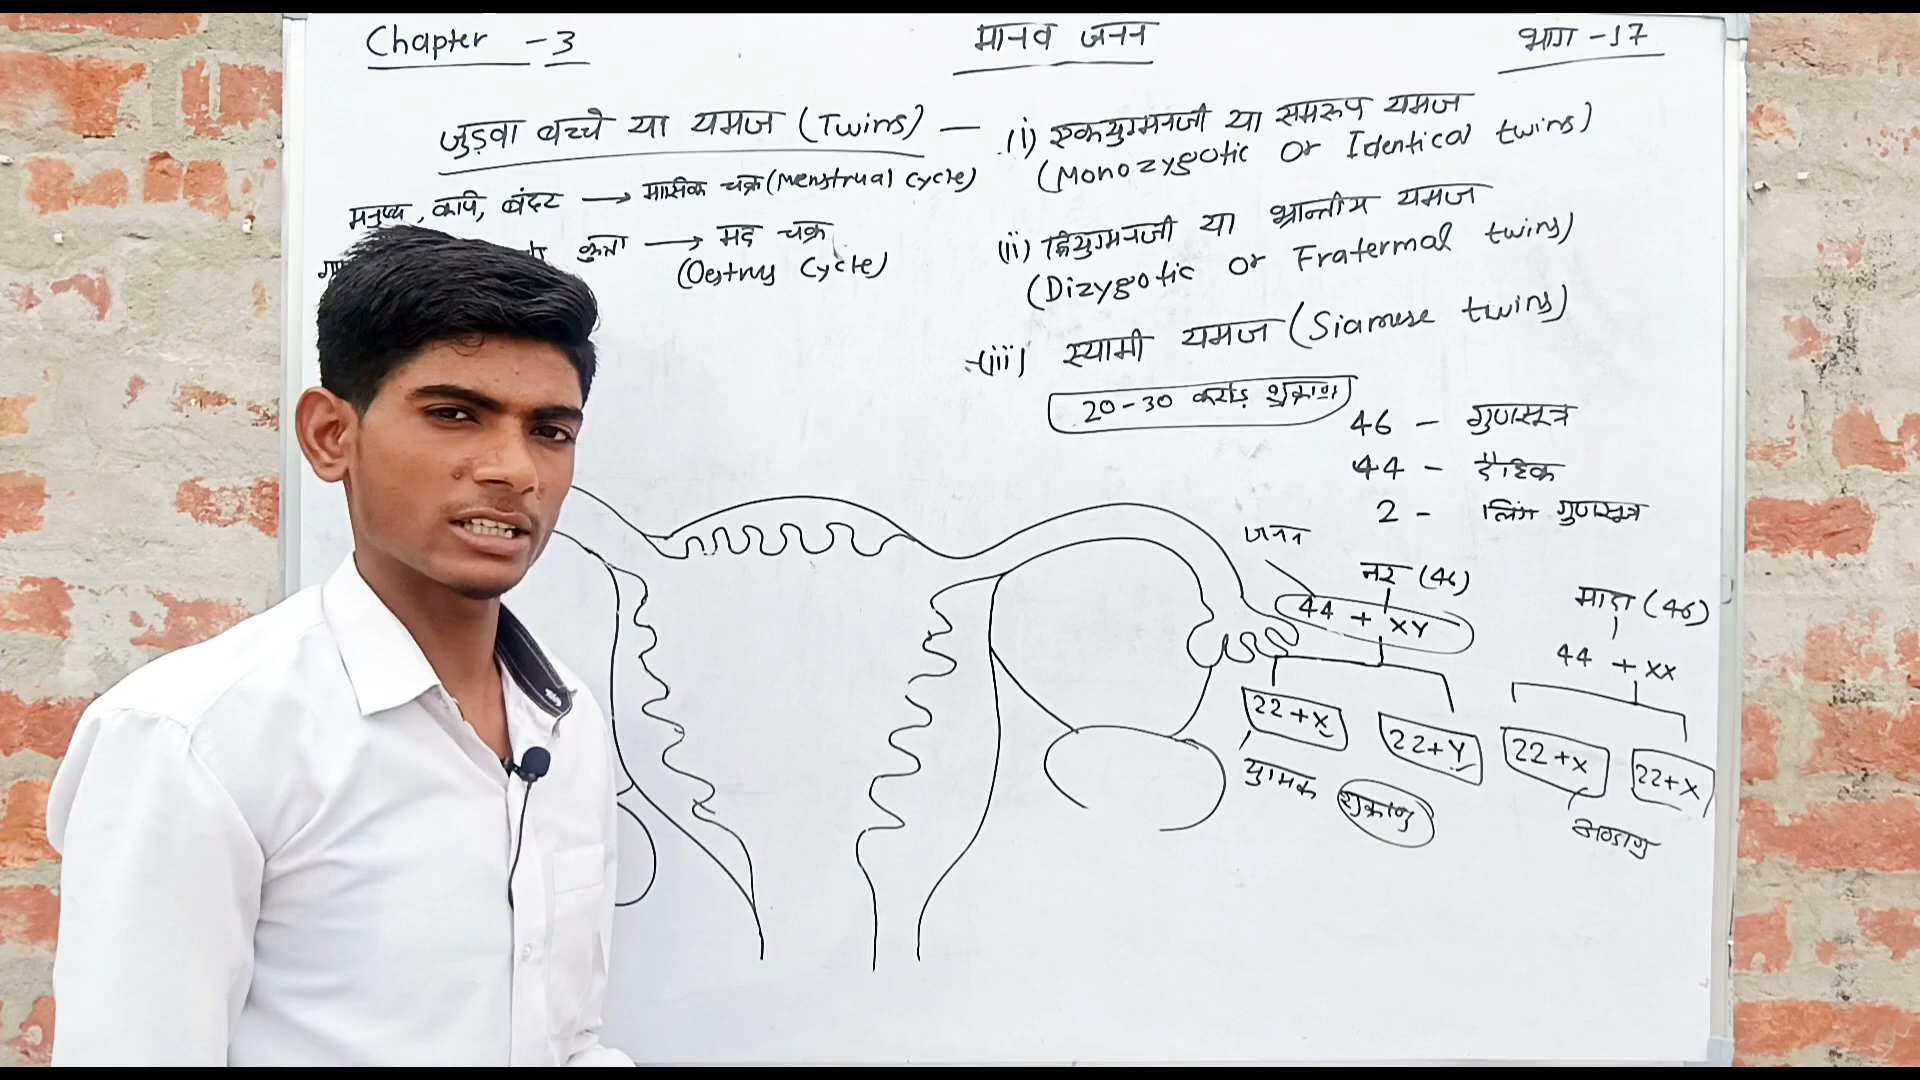 Chapter - 3
मानव जनन
भाग - 17
जुड़वा बच्चे या यमज (Twins) —
(i) एकयुग्मनजी या समरूप यमज
(Monozygotic or Identical twins)
मनुष्य, कपि, बंदर → मासिक चक्र (Menstrual Cycle)
कुत्ता → मद चक्र
(Oestrus Cycle)
(ii) द्वियुग्मनजी या भ्रान्तीय यमज
(Dizygotic or Fratermal twins)
(iii) स्यामी यमज (Siamese twins)
20-30 करोड़ शुक्राणु
46 - गुणसूत्र
44 - दैहिक
2 - लिंग गुणसूत्र
जनन
नर (46)
44 + XY
मादा (46)
44 + XX
22+X
22+Y
22+X
22+X
युग्मक
शुक्राणु
अण्डाणु